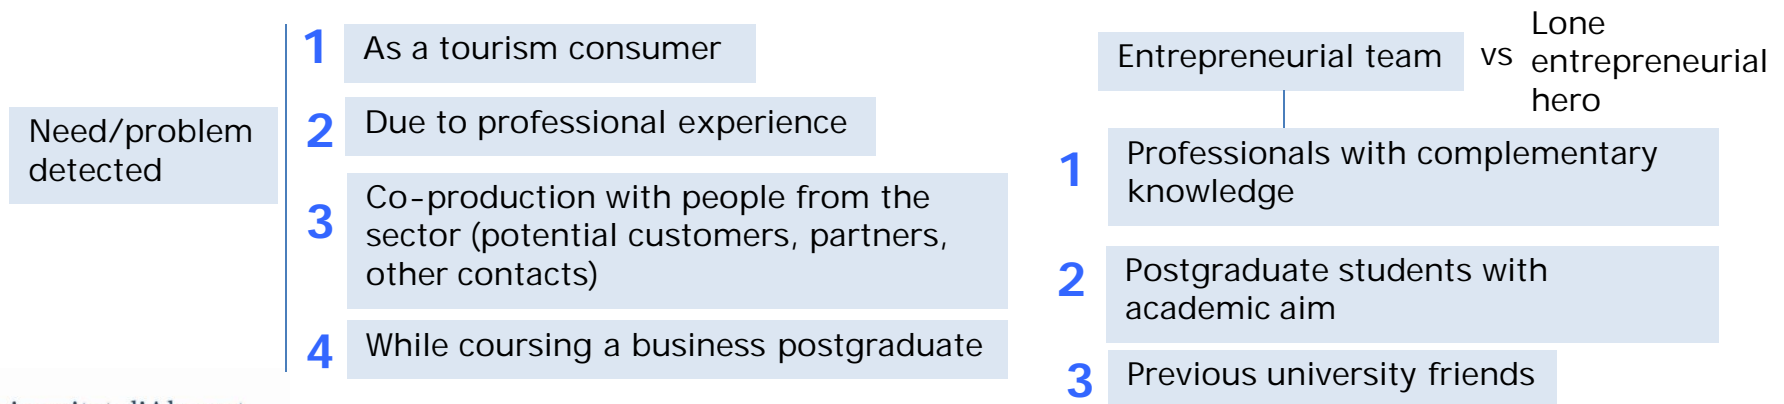 Need/problem
detected
1 As a tourism consumer
2 Due to professional experience
3 Co-production with people from the
sector (potential customers, partners,
other contacts)
4 While coursing a business postgraduate
Entrepreneurial team vs Lone
entrepreneurial
hero
1 Professionals with complementary
knowledge
2 Postgraduate students with
academic aim
3 Previous university friends